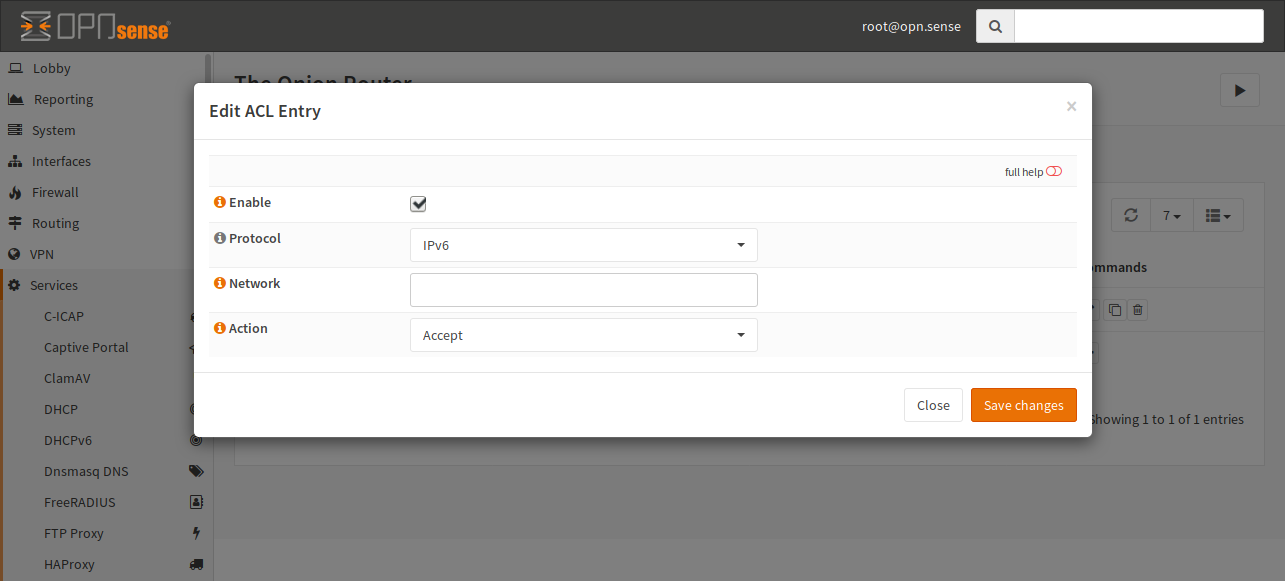 OPNsense
root@opn.sense
Lobby
Reporting
System
Interfaces
Firewall
Routing
VPN
Services
C-ICAP
Captive Portal
ClamAV
DHCP
DHCPv6
Dnsmasq DNS
FreeRADIUS
FTP Proxy
HAProxy
The Onion Router
Edit ACL Entry
×
full help
Enable
Protocol
IPv6
Network
Action
Accept
Close
Save changes
7
ommands
Showing 1 to 1 of 1 entries